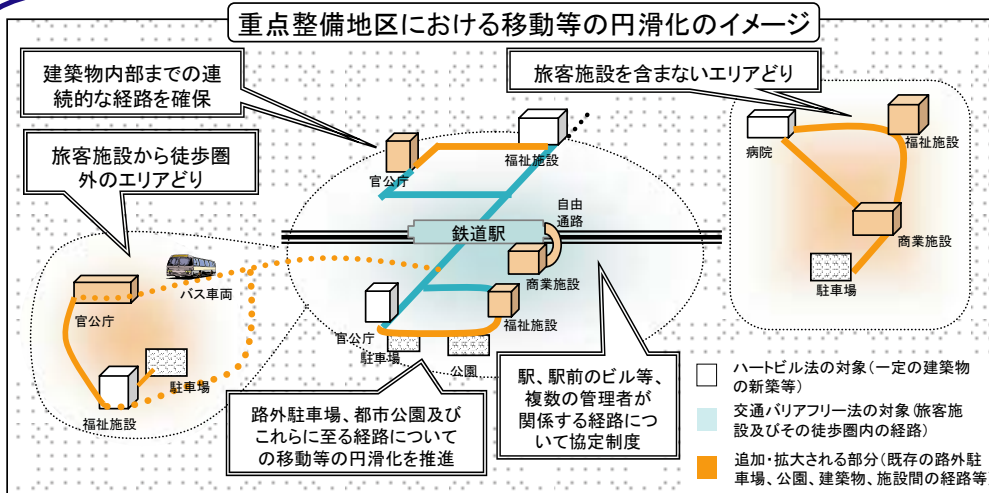 重点整備地区における移動等の円滑化のイメージ
建築物内部までの連
続的な経路を確保
旅客施設を含まないエリアどり
旅客施設から徒歩圏
外のエリアどり
官公庁
福祉施設
病院
福祉施設
自由
通路
鉄道駅
商業施設
商業施設
駐車場
バス車両
官公庁
駐車場
福祉施設
官公庁
駐車場
公園
福祉施設
路外駐車場、都市公園及び
これらに至る経路について
の移動等の円滑化を推進
駅、駅前のビル等、
複数の管理者が
関係する経路につ
いて協定制度
ハートビル法の対象(一定の建築物
の新築等)
交通バリアフリー法の対象(旅客施
設及びその徒歩圏内の経路)
追加・拡大される部分(既存の路外駐
車場、公園、建築物、施設間の経路等